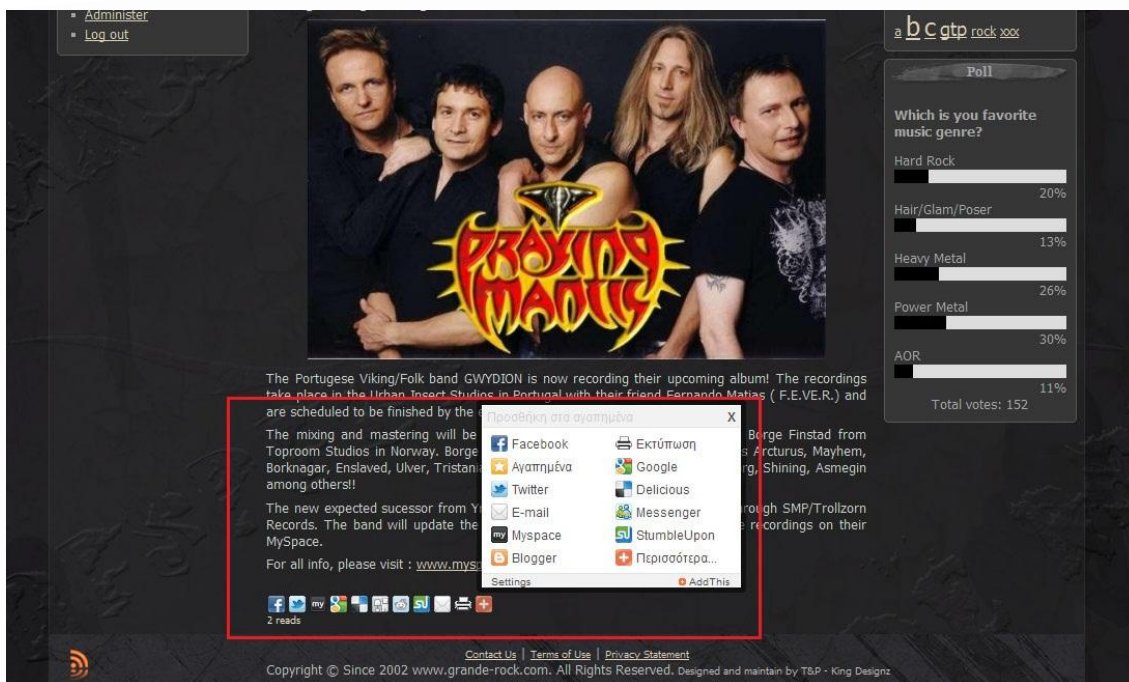 Administer
Log out
PRAYING
MANTIS
The Portugese Viking/Folk band GWYDION is now recording their upcoming album! The recordings
take place in the Urban Insect Studios in Portugal with their friend Fernando Matias ( F.E.VE.R.) and
are scheduled to be finished by the
The mixing and mastering will be Borge Finstad from
Toproom Studios in Norway. Borge Arcturus, Mayhem,
Borknagar, Enslaved, Ulver, Tristania Shining, Asmegin
among others!!
The new expected sucessor from through SMP/Trollzorn
Records. The band will update the recordings on their
MySpace.
For all info, please visit : www.mysp
Προσθήκη στα αγαπημένα X
Facebook Εκτύπωση
Αγαπημένα Google
Twitter Delicious
E-mail Messenger
my Myspace StumbleUpon
Blogger Περισσότερα...
Settings AddThis
my
2 reads
a b c gtp rock xxx
Poll
Which is you favorite
music genre?
Hard Rock
20%
Hair/Glam/Poser
13%
Heavy Metal
26%
Power Metal
30%
AOR
11%
Total votes: 152
Contact Us | Terms of Use | Privacy Statement
Copyright © Since 2002 www.grande-rock.com. All Rights Reserved. Designed and maintain by T&P - King Designz